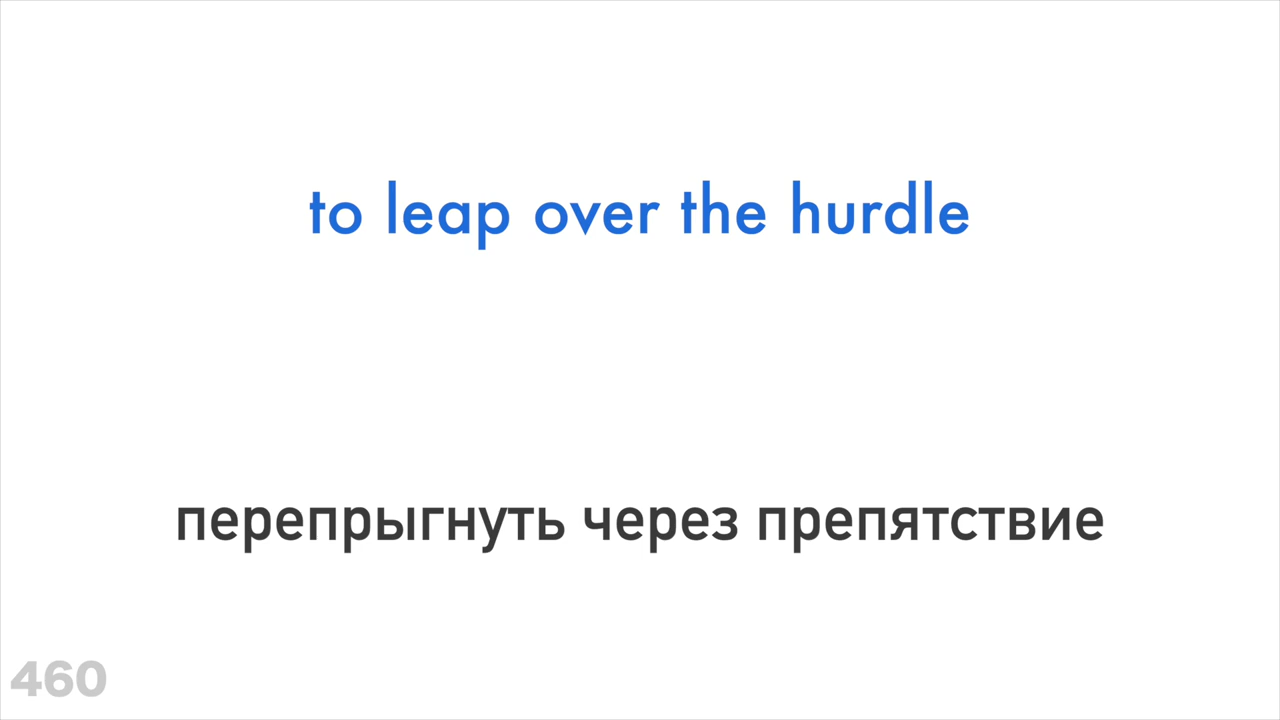 to leap over the hurdle
перепрыгнуть через препятствие
460